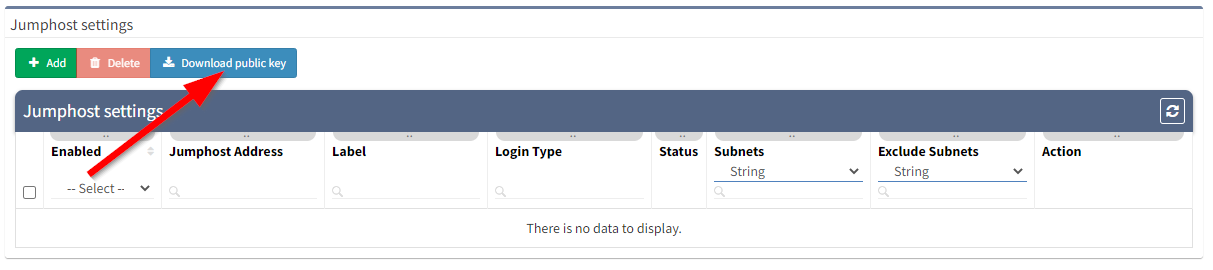 Jumphost settings
Add Delete Download public key
Jumphost settings
Enabled Jumphost Address Label Login Type Status Subnets Exclude Subnets Action
-- Select -- String String
There is no data to display.